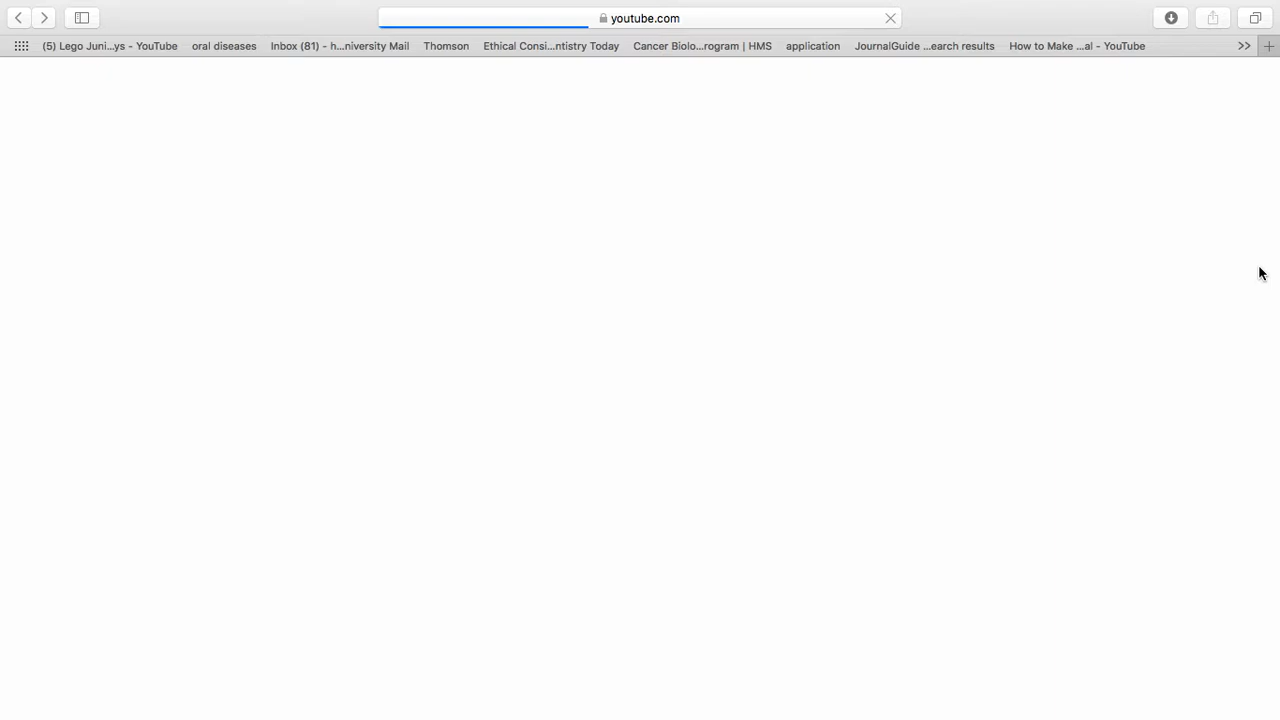 youtube.com
(5) Lego Juni...ys - YouTube oral diseases Inbox (81) - h...niversity Mail Thomson Ethical Consi...ntistry Today Cancer Biolo...rogram | HMS application JournalGuide ...earch results How to Make ...al - YouTube >>